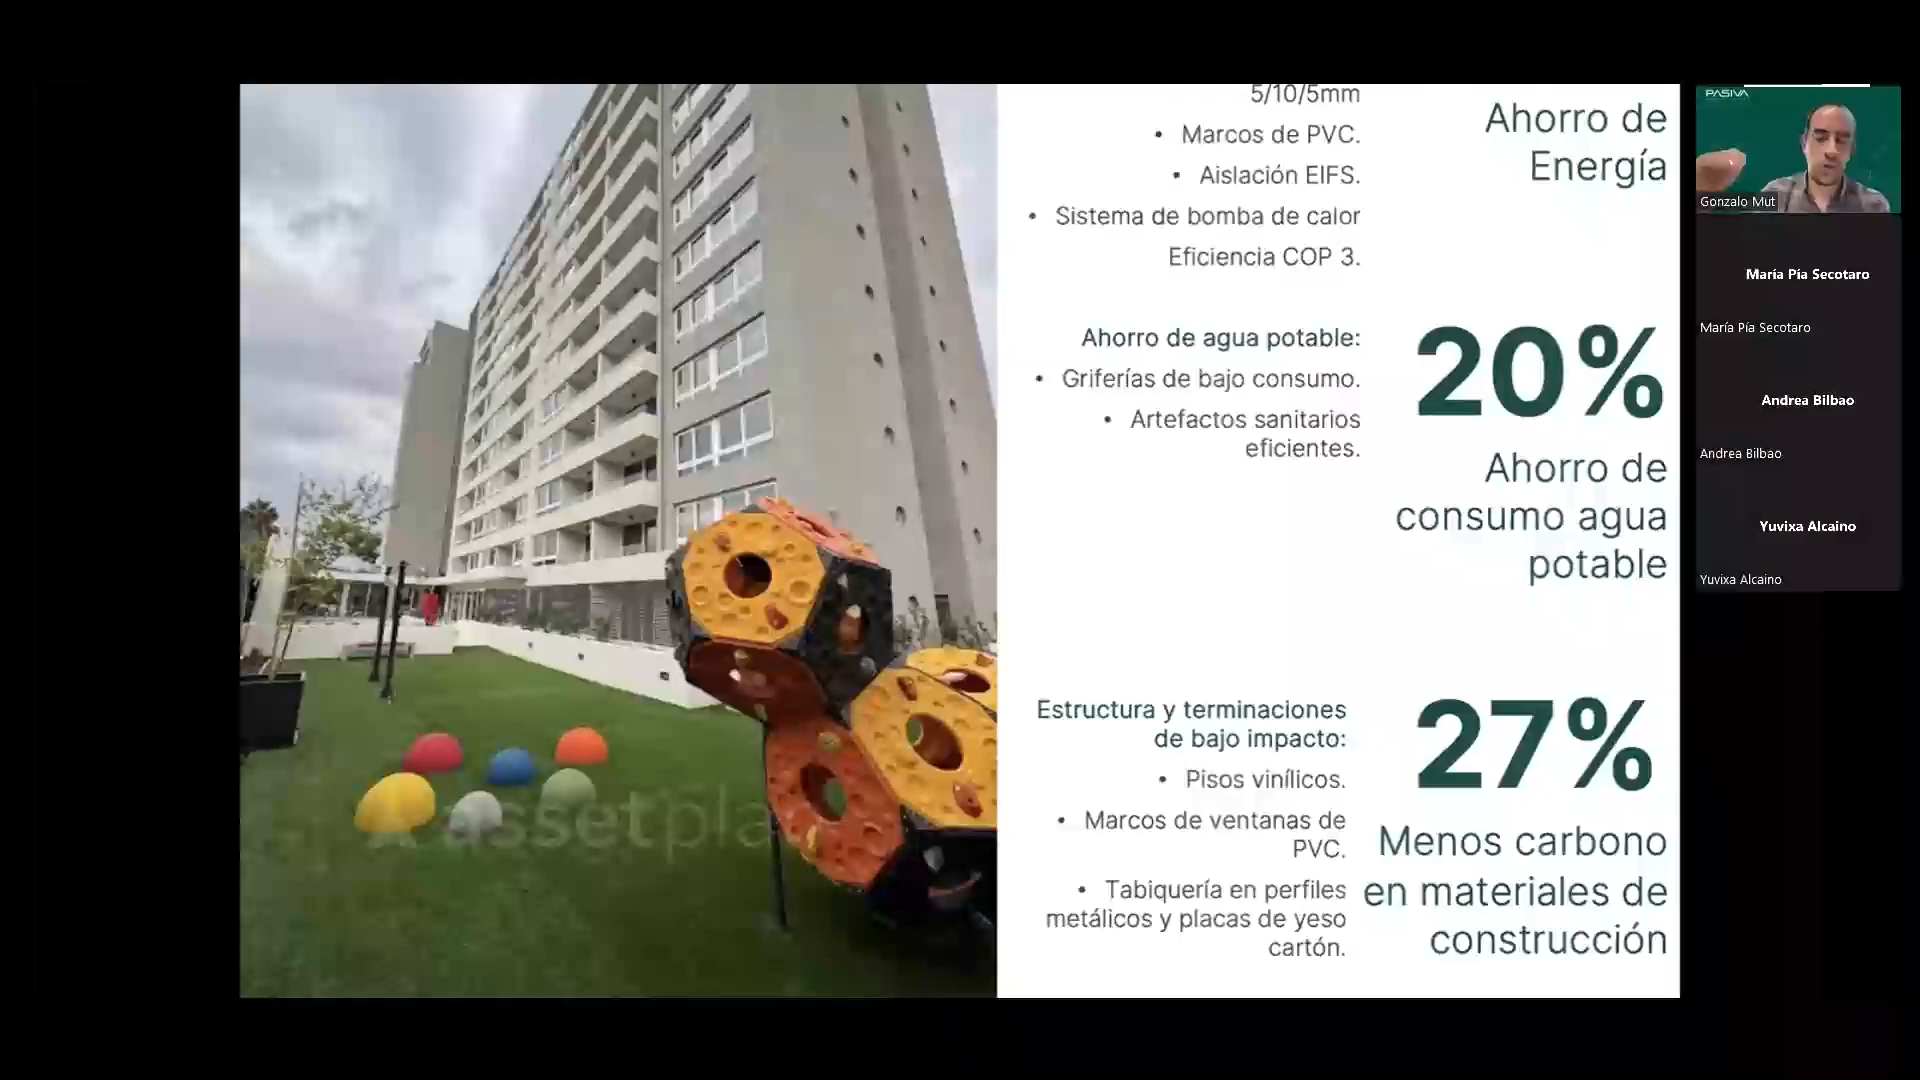 5/10/5mm
• Marcos de PVC.
• Aislación EIFS.
• Sistema de bomba de calor
Eficiencia COP 3.
Ahorro de
Energía
Ahorro de agua potable:
• Griferías de bajo consumo.
• Artefactos sanitarios
eficientes.
20%
Ahorro de
consumo agua
potable
Estructura y terminaciones
de bajo impacto:
• Pisos vinílicos.
• Marcos de ventanas de
PVC.
• Tabiquería en perfiles
metálicos y placas de yeso
cartón.
27%
Menos carbono
en materiales de
construcción
assetpla
PASIVA
Gonzalo Mut
María Pía Secotaro
María Pía Secotaro
Andrea Bilbao
Andrea Bilbao
Yuvixa Alcaino
Yuvixa Alcaino